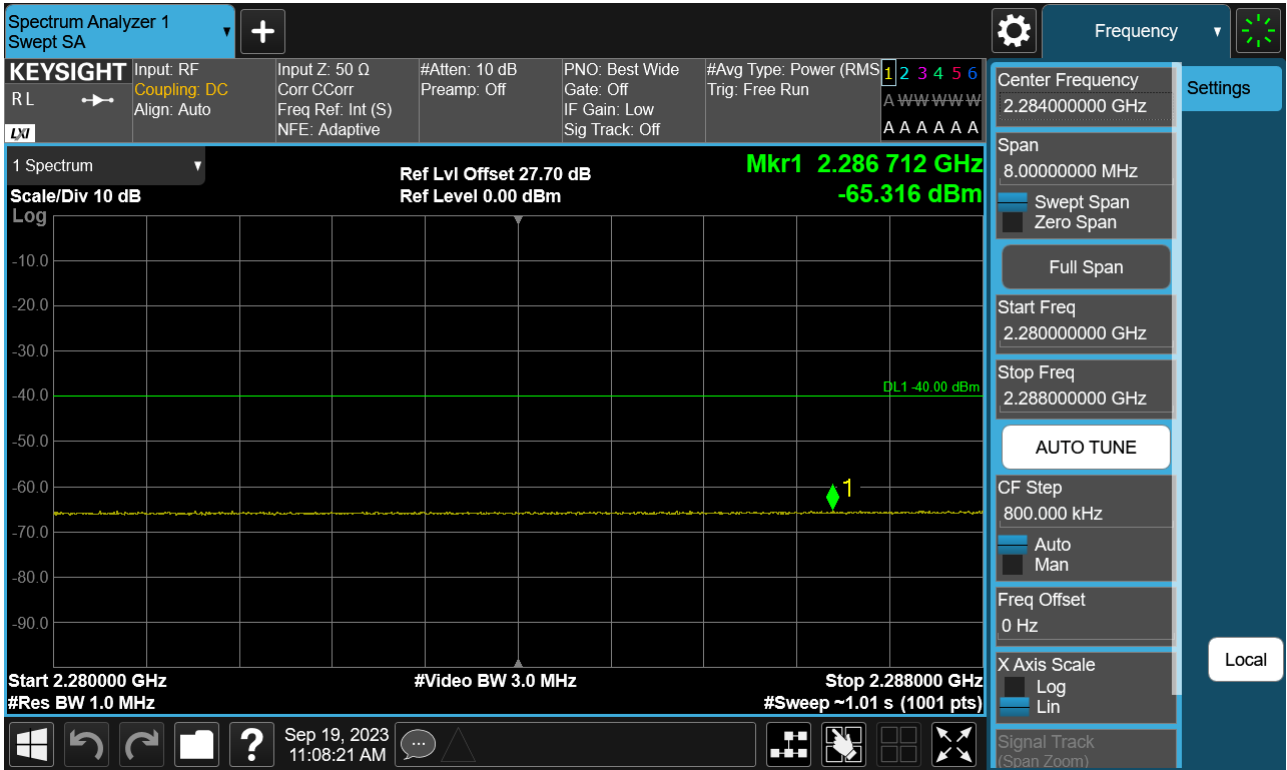 Spectrum Analyzer 1
Swept SA
+
Frequency
KEYSIGHT
R L
LXI
Input: RF
Coupling: DC
Align: Auto
Input Z: 50 Ω
Corr CCorr
Freq Ref: Int (S)
NFE: Adaptive
#Atten: 10 dB
Preamp: Off
PNO: Best Wide
Gate: Off
IF Gain: Low
Sig Track: Off
#Avg Type: Power (RMS
Trig: Free Run
1 2 3 4 5 6
A W W W W W
A A A A A A
1 Spectrum
Scale/Div 10 dB
Log
Ref Lvl Offset 27.70 dB
Ref Level 0.00 dBm
Mkr1 2.286 712 GHz
-65.316 dBm
-10.0
-20.0
-30.0
-40.0
DL1 -40.00 dBm
-50.0
-60.0
1
-70.0
-80.0
-90.0
Start 2.280000 GHz
#Res BW 1.0 MHz
#Video BW 3.0 MHz
Stop 2.288000 GHz
#Sweep ~1.01 s (1001 pts)
Center Frequency
2.284000000 GHz
Span
8.00000000 MHz
Swept Span
Zero Span
Full Span
Start Freq
2.280000000 GHz
Stop Freq
2.288000000 GHz
AUTO TUNE
CF Step
800.000 kHz
Auto
Man
Freq Offset
0 Hz
X Axis Scale
Log
Lin
Signal Track
(Span Zoom)
Settings
Local
?
Sep 19, 2023
11:08:21 AM